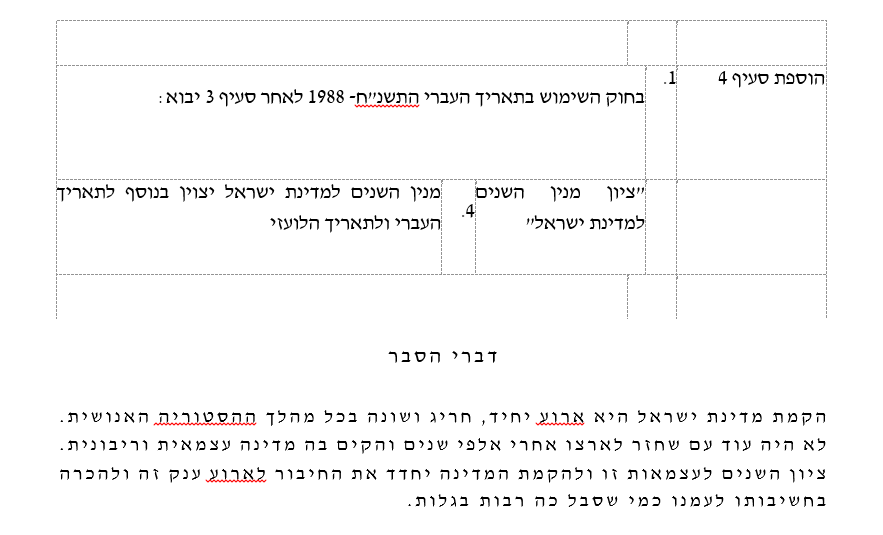 הוספת סעיף 4
1.
בחוק השימוש בתאריך העברי התשנ"ח- 1988 לאחר סעיף 3 יבוא:
"ציון מנין השנים
למדינת ישראל"
4.
מנין השנים למדינת ישראל יצוין בנוסף לתאריך
העברי ולתאריך הלועזי
דברי הסבר
הקמת מדינת ישראל היא ארוע יחיד, חריג ושונה בכל מהלך ההסטוריה האנושית.
לא היה עוד עם שחזר לארצו אחרי אלפי שנים והקים בה מדינה עצמאית וריבונית.
ציון השנים לעצמאות זו ולהקמת המדינה יחדד את החיבור לארוע ענק זה ולהכרה
בחשיבותו לעמנו כמי שסבל כה רבות בגלות.